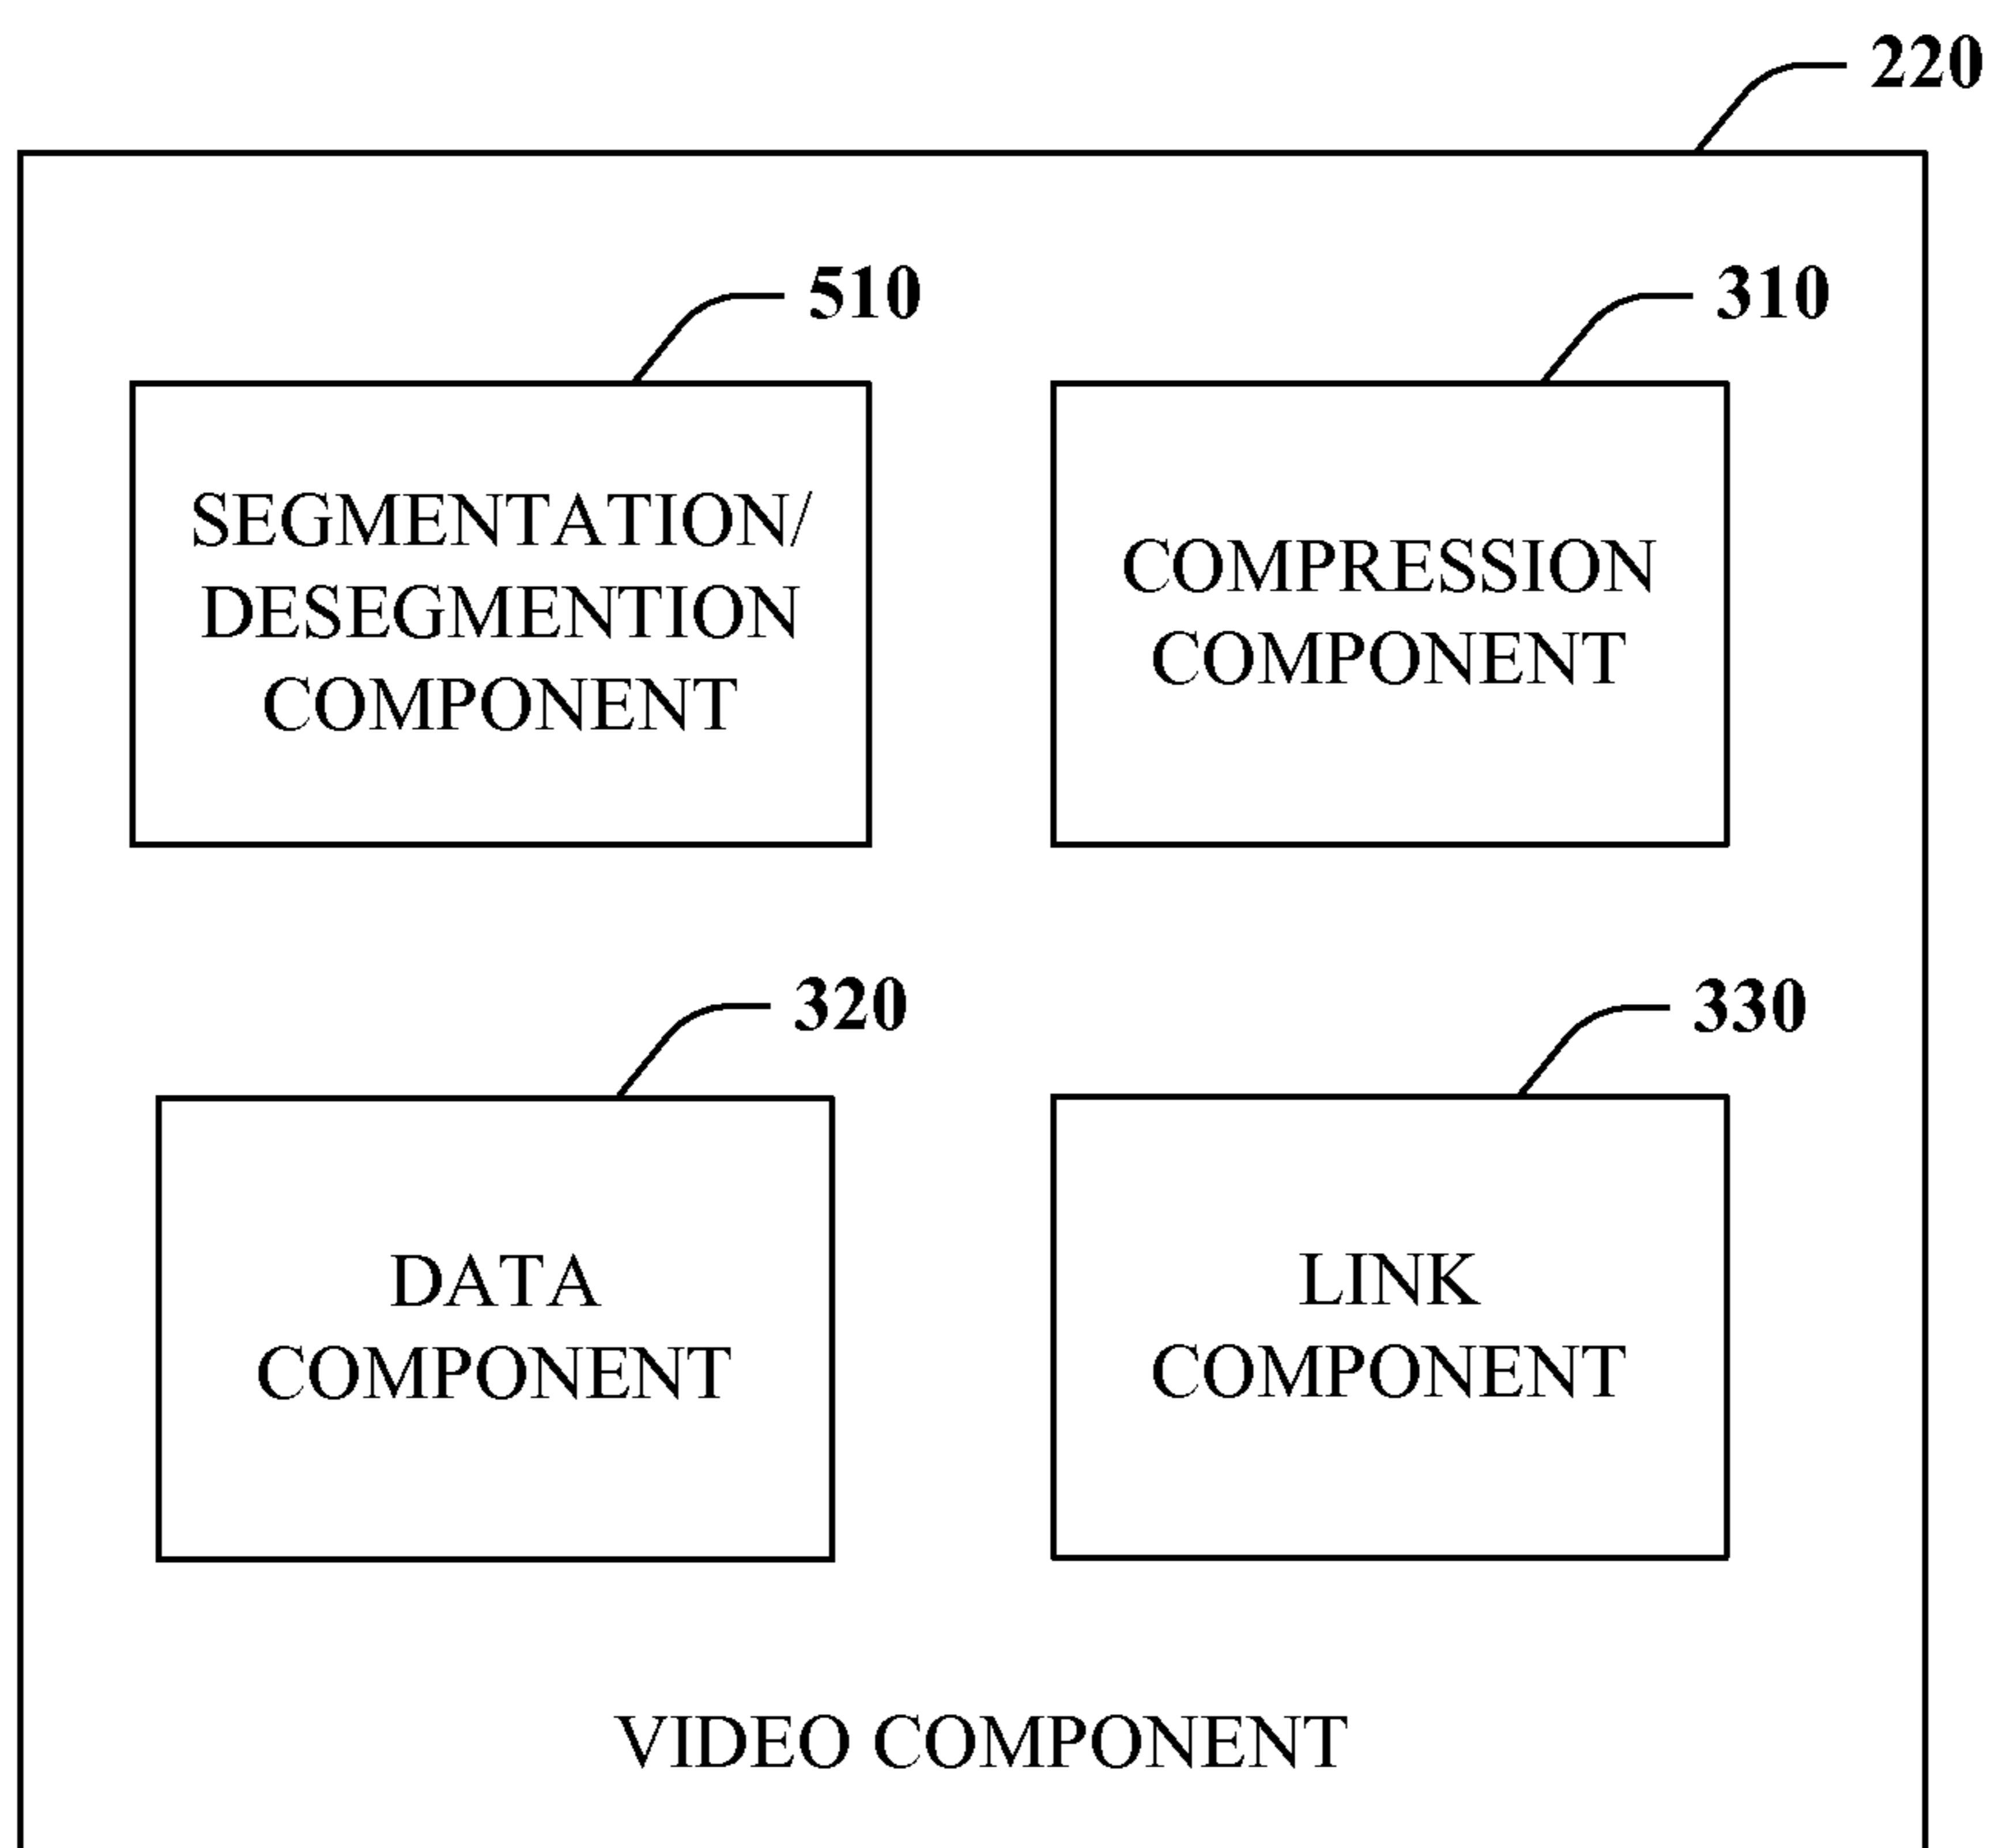 220
510
310
SEGMENTATION/
DESEGMENTION
COMPONENT
COMPRESSION
COMPONENT
320
330
DATA
COMPONENT
LINK
COMPONENT
VIDEO COMPONENT